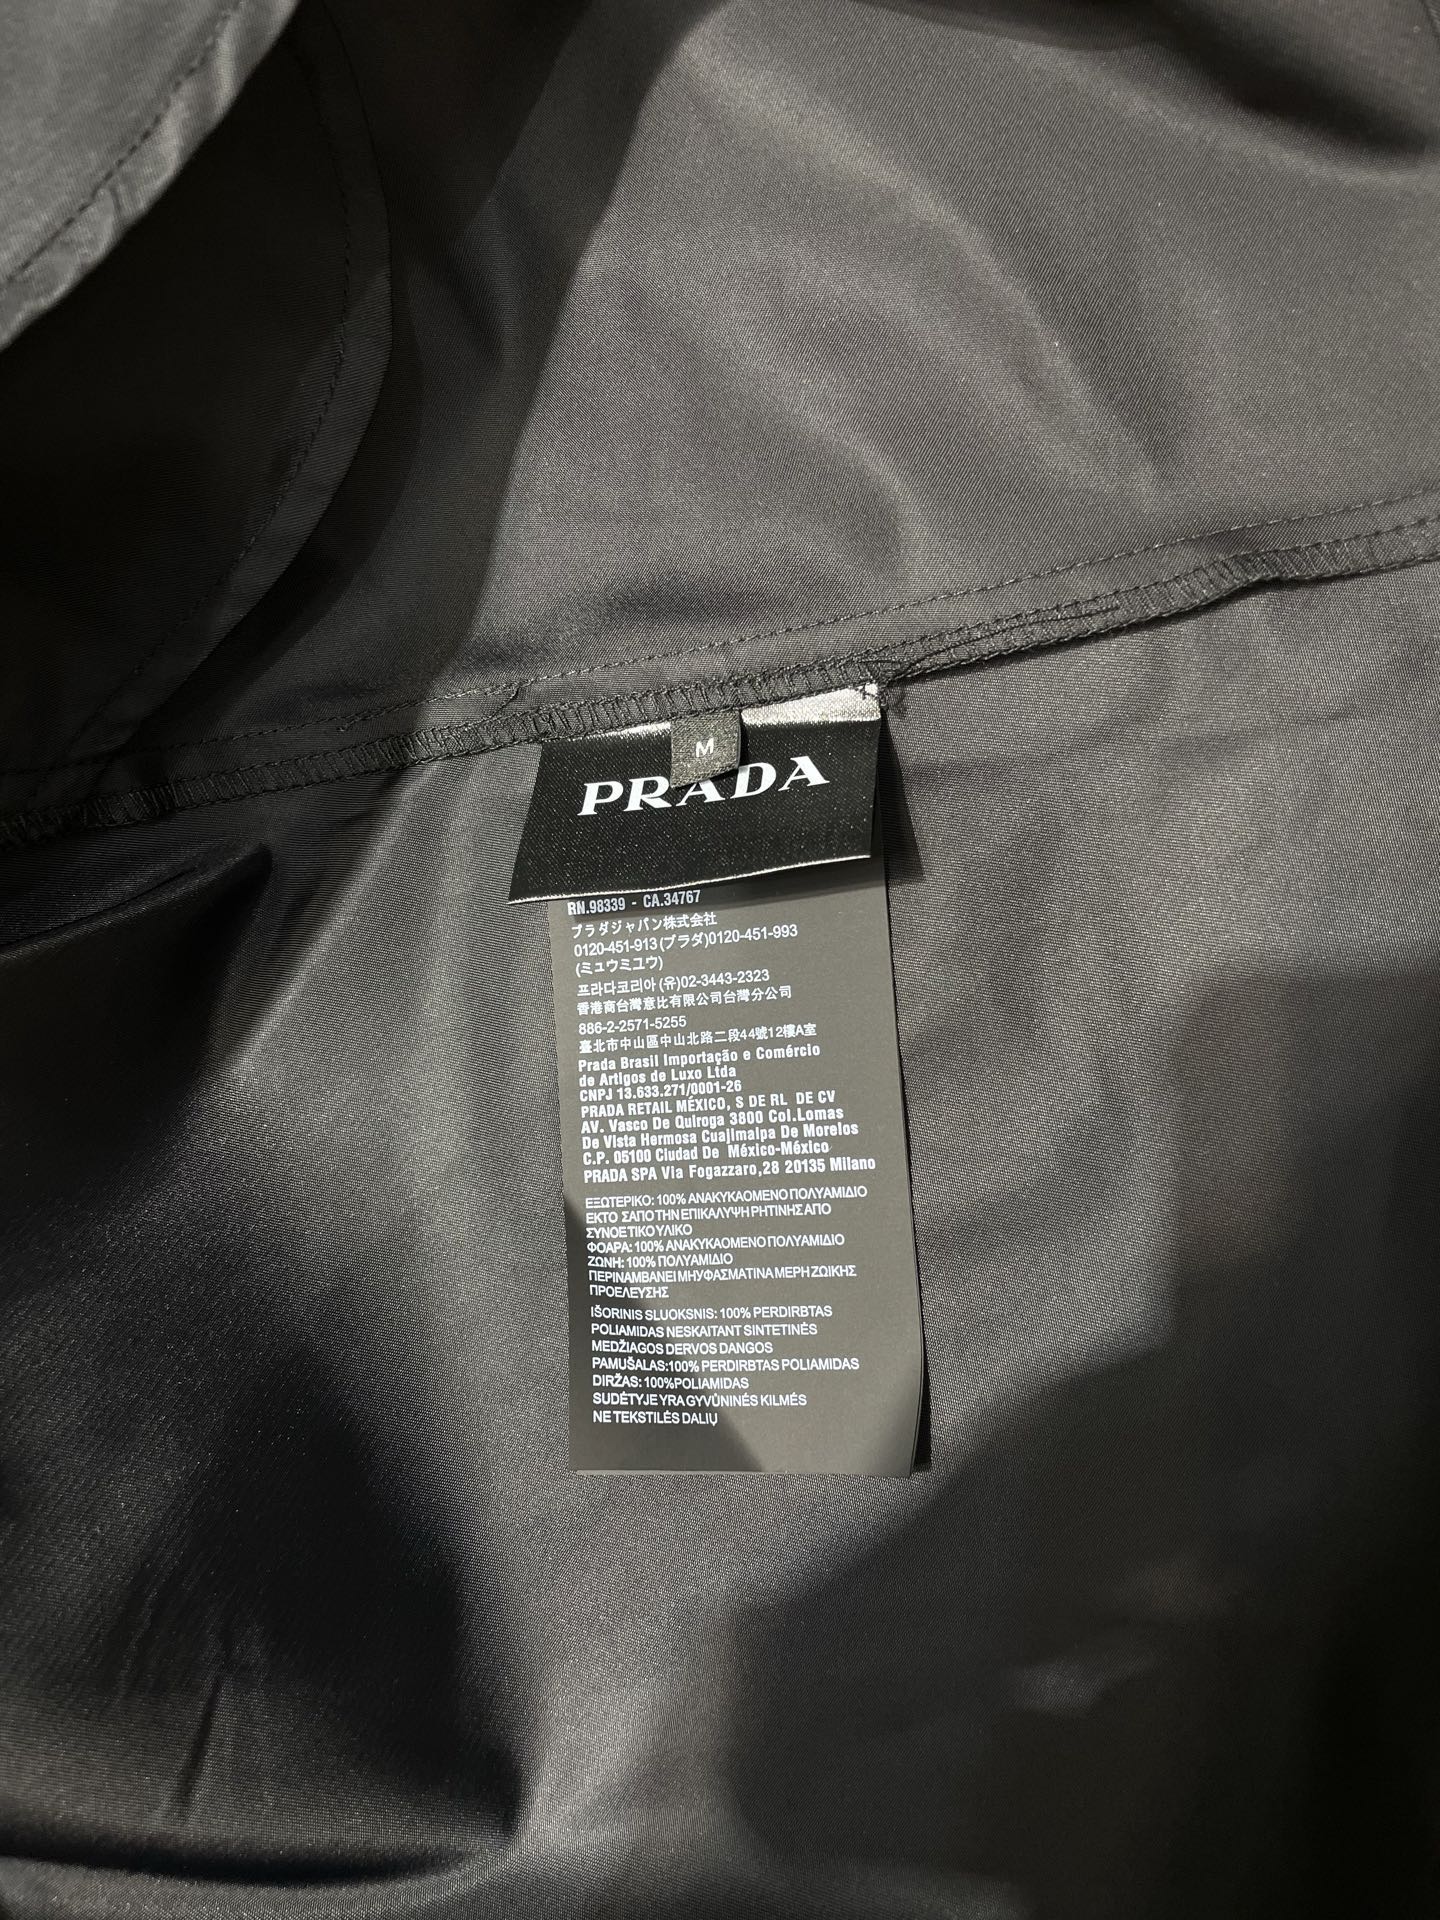 M
PRADA
RN.98339 - CA.34767
プラダジャパン株式会社
0120-451-913(プラダ)0120-451-993
(ミュウミュウ)
프라다코리아 (유)02-3443-2323
香港商台灣意比有限公司台灣分公司
886-2-2571-5255
臺北市中山區中山北路二段44號12樓A室
Prada Brasil Importação e Comércio
de Artigos de Luxo Ltda
CNPJ 13.633.271/0001-26
PRADA RETAIL MÉXICO, S DE RL DE CV
AV. Vasco De Quiroga 3800 Col.Lomas
De Vista Hermosa Cuajimalpa De Morelos
C.P. 05100 Ciudad De México-México
PRADA SPA Via Fogazzaro,28 20135 Milano
ΕΞΩΤΕΡΙΚΟ: 100% ΑΝΑΚΥΚΑΟΜΕΝΟ ΠΟΛΥΑΜΙΔΙΟ
ΕΚΤΟ ΣΑΠΟ ΤΗΝ ΕΠΙΚΑΛΥΨΗ ΡΗΤΙΝΗΣ ΑΠΟ
ΣΥΝΟΕΤΙΚΟ ΥΛΙΚΟ
ΦΟΑΡΑ: 100% ΑΝΑΚΥΚΑΟΜΕΝΟ ΠΟΛΥΑΜΙΔΙΟ
ΖΩΝΗ: 100% ΠΟΛΥΑΜΙΔΙΟ
ΠΕΡΙΝΑΜΒΑΝΕΙ ΜΗΥΦΑΣΜΑΤΙΝΑ ΜΕΡΗ ΖΩΙΚΗΣ
ΠΡΟΕΛΕΥΣΗΣ
IŠORINIS SLUOKSNIS: 100% PERDIRBTAS
POLIAMIDAS NESKAITANT SINTETINĖS
MEDŽIAGOS DERVOS DANGOS
PAMUŠALAS:100% PERDIRBTAS POLIAMIDAS
DIRŽAS: 100%POLIAMIDAS
SUDĖTYJE YRA GYVŪNINĖS KILMĖS
NE TEKSTILĖS DALIŲ